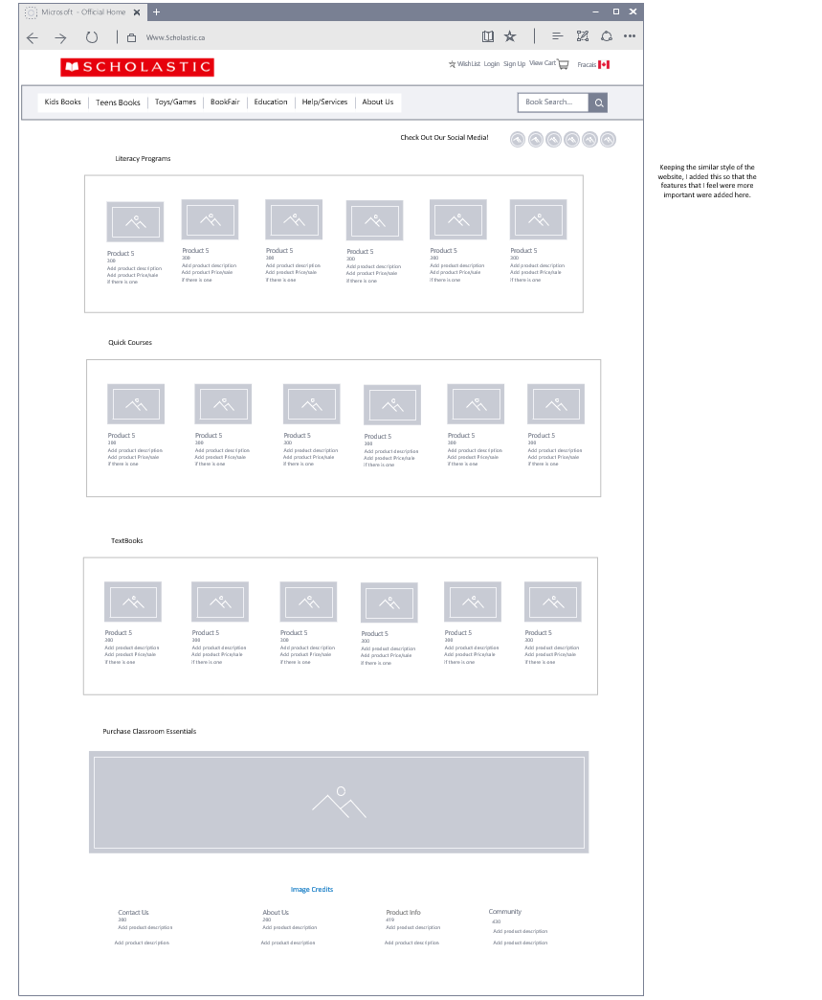 Microsoft - Official Home
Www.Scholastic.ca
SCHOLASTIC
WishList Login Sign Up View Cart Fracais
Kids Books Teens Books Toys/Games BookFair Education Help/Services About Us
Book Search...
Check Out Our Social Media!
Literacy Programs
Keeping the similar style of the
website, I added this so that the
features that I feel were more
important were added here.
Product 5 Product 5 Product 5 Product 5 Product 5 Product 5
300 300 300 300 300 300
Add product description Add product description Add product description Add product description Add product description Add product description
Add product Price/sale Add product Price/sale Add product Price/sale Add product Price/sale Add product Price/sale Add product Price/sale
if there is one if there is one if there is one if there is one if there is one if there is one
Quick Courses
Product 5 Product 5 Product 5 Product 5 Product 5 Product 5
300 300 300 300 300 300
Add product description Add product description Add product description Add product description Add product description Add product description
Add product Price/sale Add product Price/sale Add product Price/sale Add product Price/sale Add product Price/sale Add product Price/sale
if there is one if there is one if there is one if there is one if there is one if there is one
TextBooks
Product 5 Product 5 Product 5 Product 5 Product 5 Product 5
300 300 300 300 300 300
Add product description Add product description Add product description Add product description Add product description Add product description
Add product Price/sale Add product Price/sale Add product Price/sale Add product Price/sale Add product Price/sale Add product Price/sale
if there is one if there is one if there is one if there is one if there is one if there is one
Purchase Classroom Essentials
Image Credits
Contact Us About Us Product Info Community
380 280 419 430
Add product description Add product description Add product description Add product description
Add product description Add product description Add product description Add product description